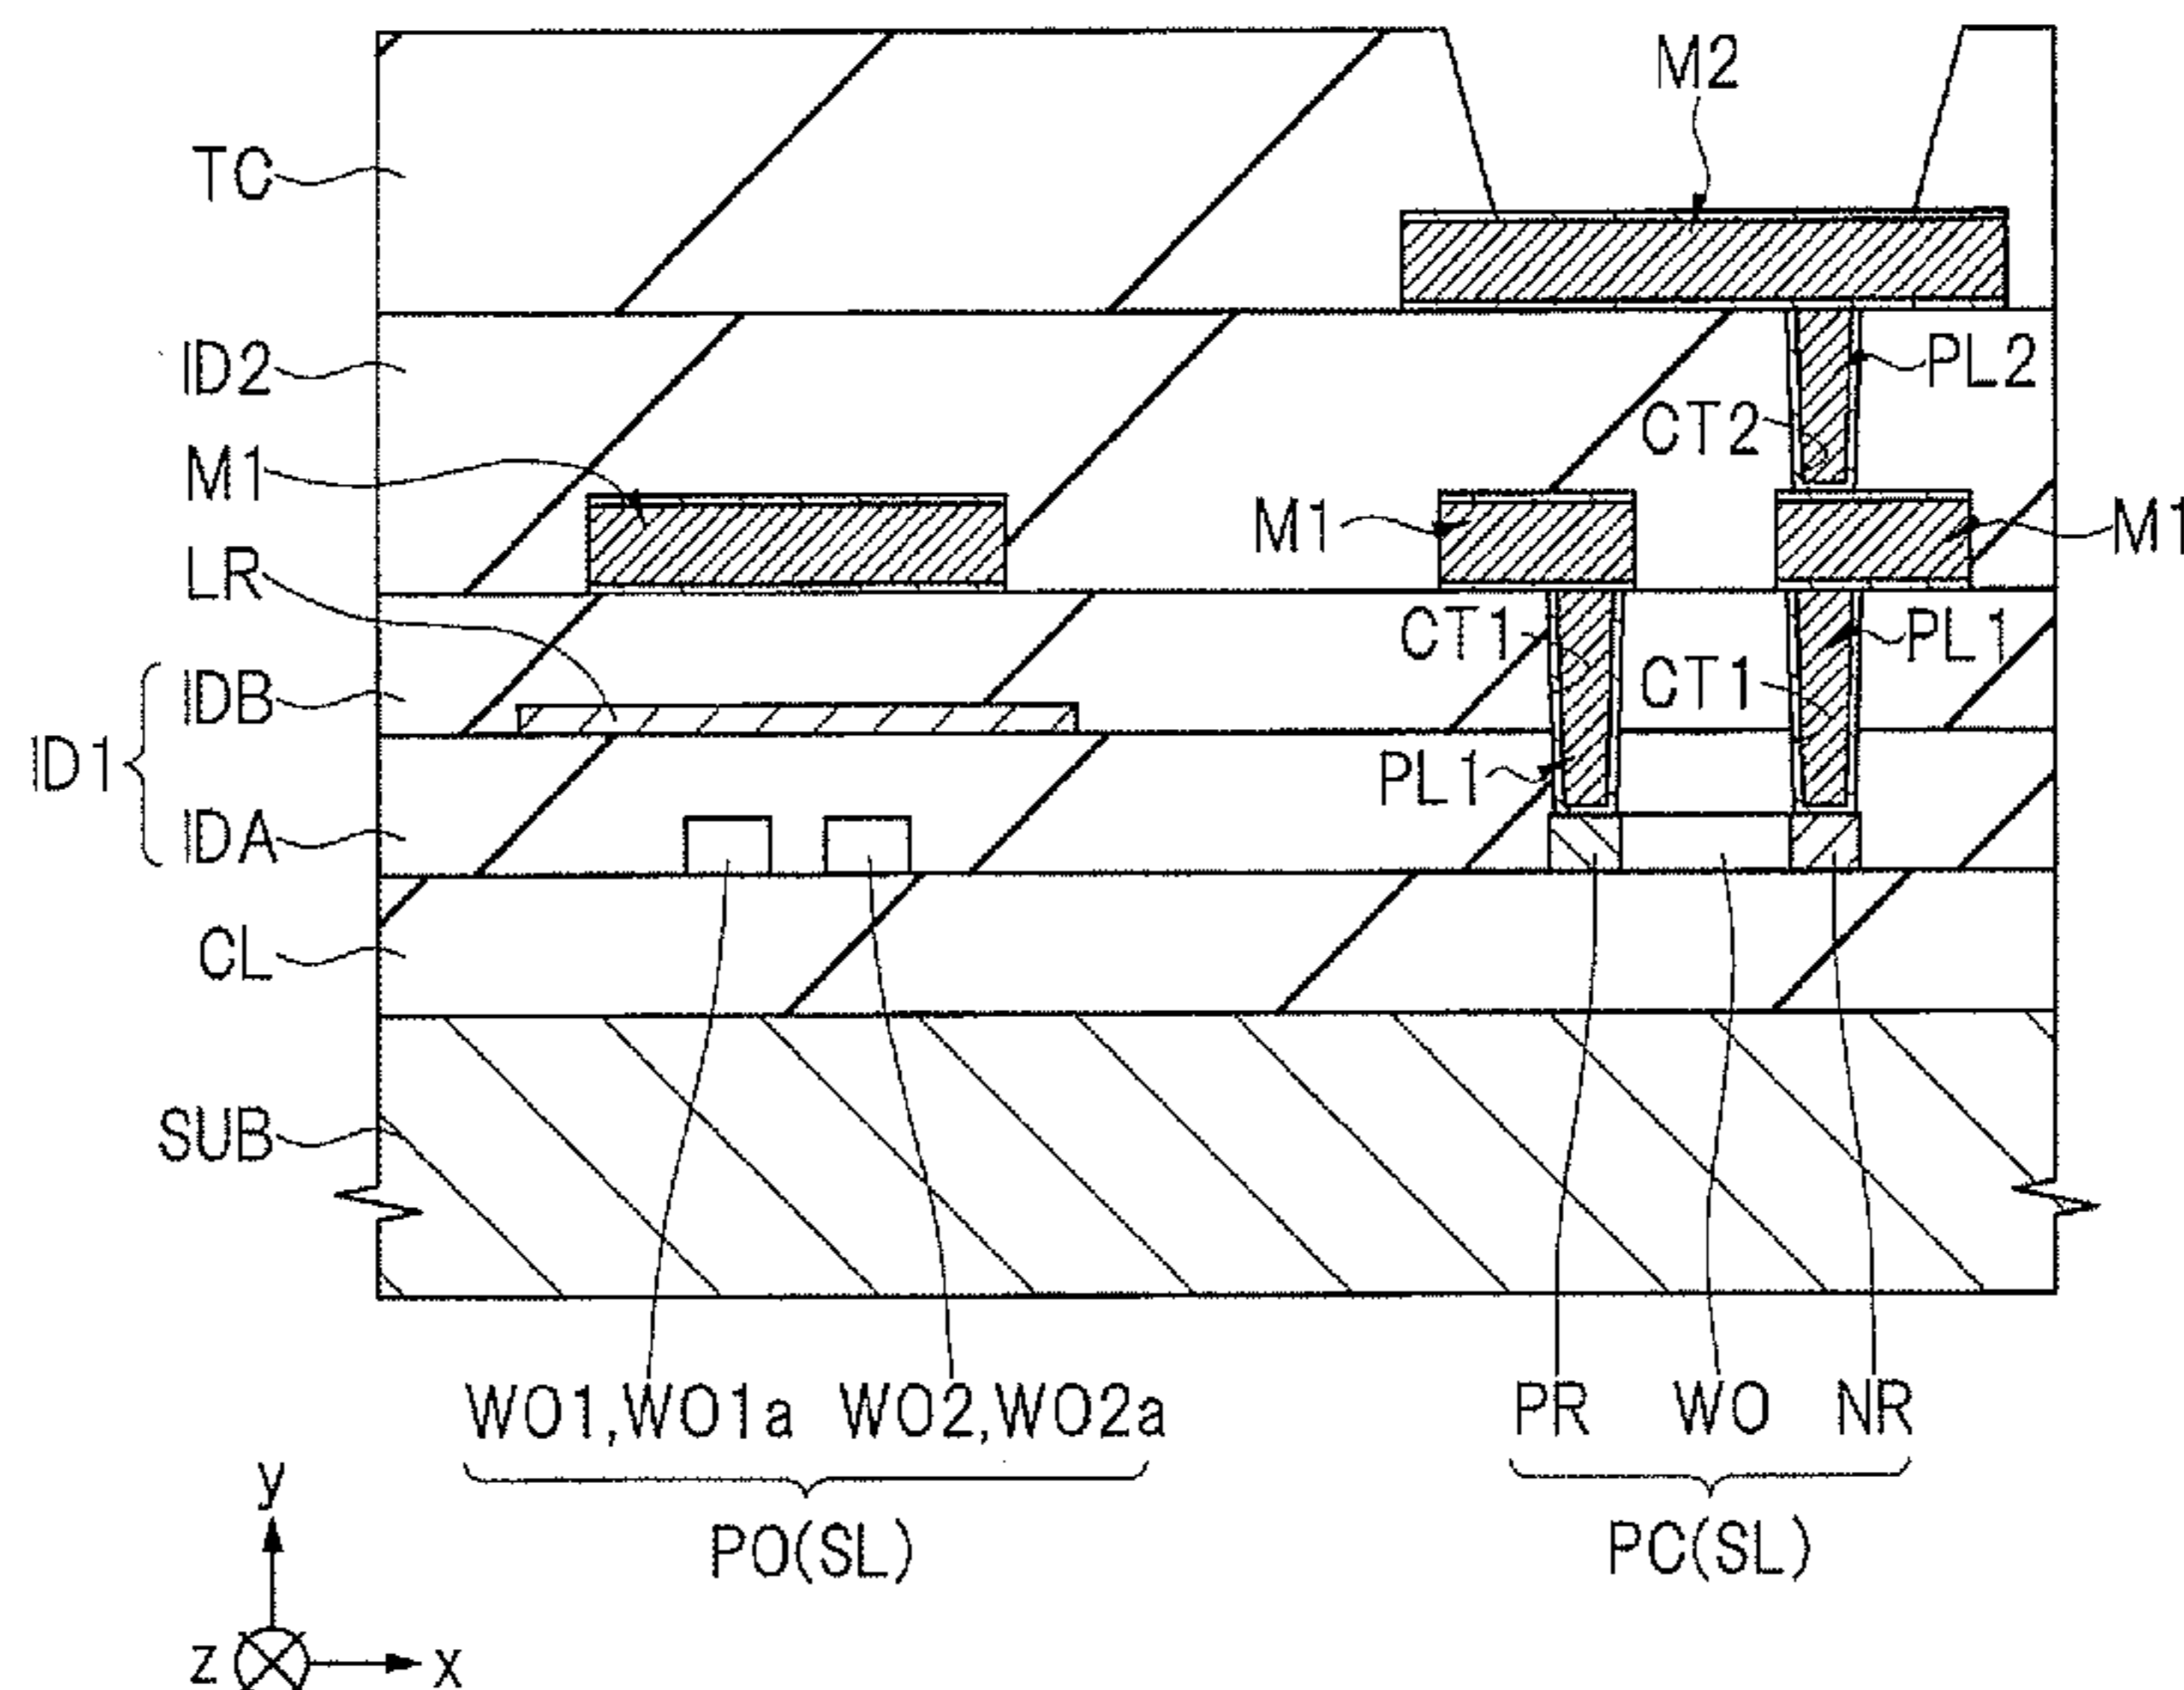 M2
TC
ID2
PL2
CT2
M1
M1
M1
LR
CT1
PL1
IDB
CT1
ID1
PL1
IDA
CL
SUB
WO1,WO1a WO2,WO2a PR WO NR
PO(SL) PC(SL)
y
z x